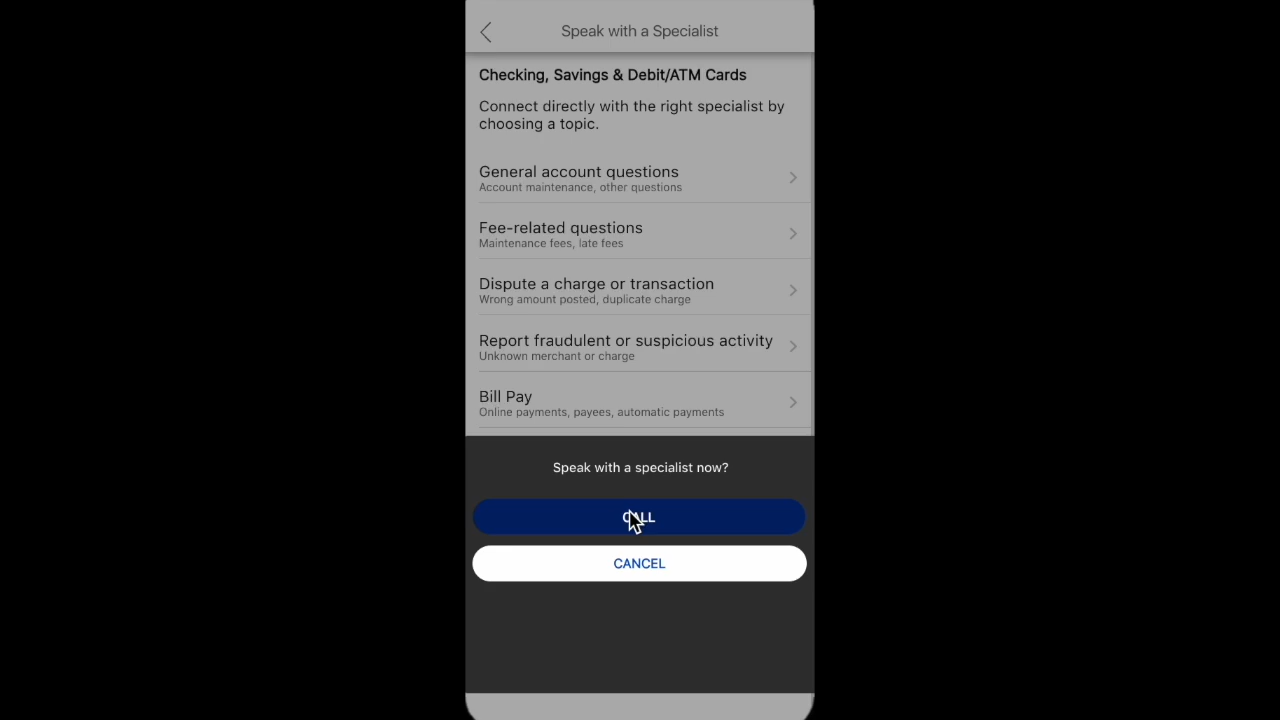 Speak with a Specialist
Checking, Savings & Debit/ATM Cards
Connect directly with the right specialist by
choosing a topic.
General account questions
Account maintenance, other questions
Fee-related questions
Maintenance fees, late fees
Dispute a charge or transaction
Wrong amount posted, duplicate charge
Report fraudulent or suspicious activity
Unknown merchant or charge
Bill Pay
Online payments, payees, automatic payments
Speak with a specialist now?
CALL
CANCEL